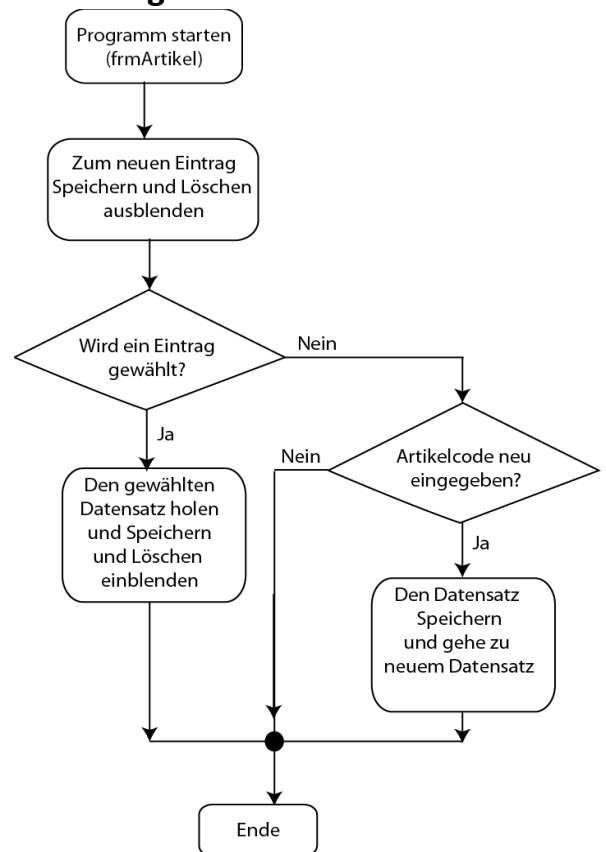 Programm starten
(frmArtikel)
Zum neuen Eintrag
Speichern und Löschen
ausblenden
Wird ein Eintrag
gewählt?
Nein
Ja
Nein
Artikelcode neu
eingegeben?
Den gewählten
Datensatz holen
und Speichern
und Löschen
einblenden
Ja
Den Datensatz
Speichern
und gehe zu
neuem Datensatz
Ende